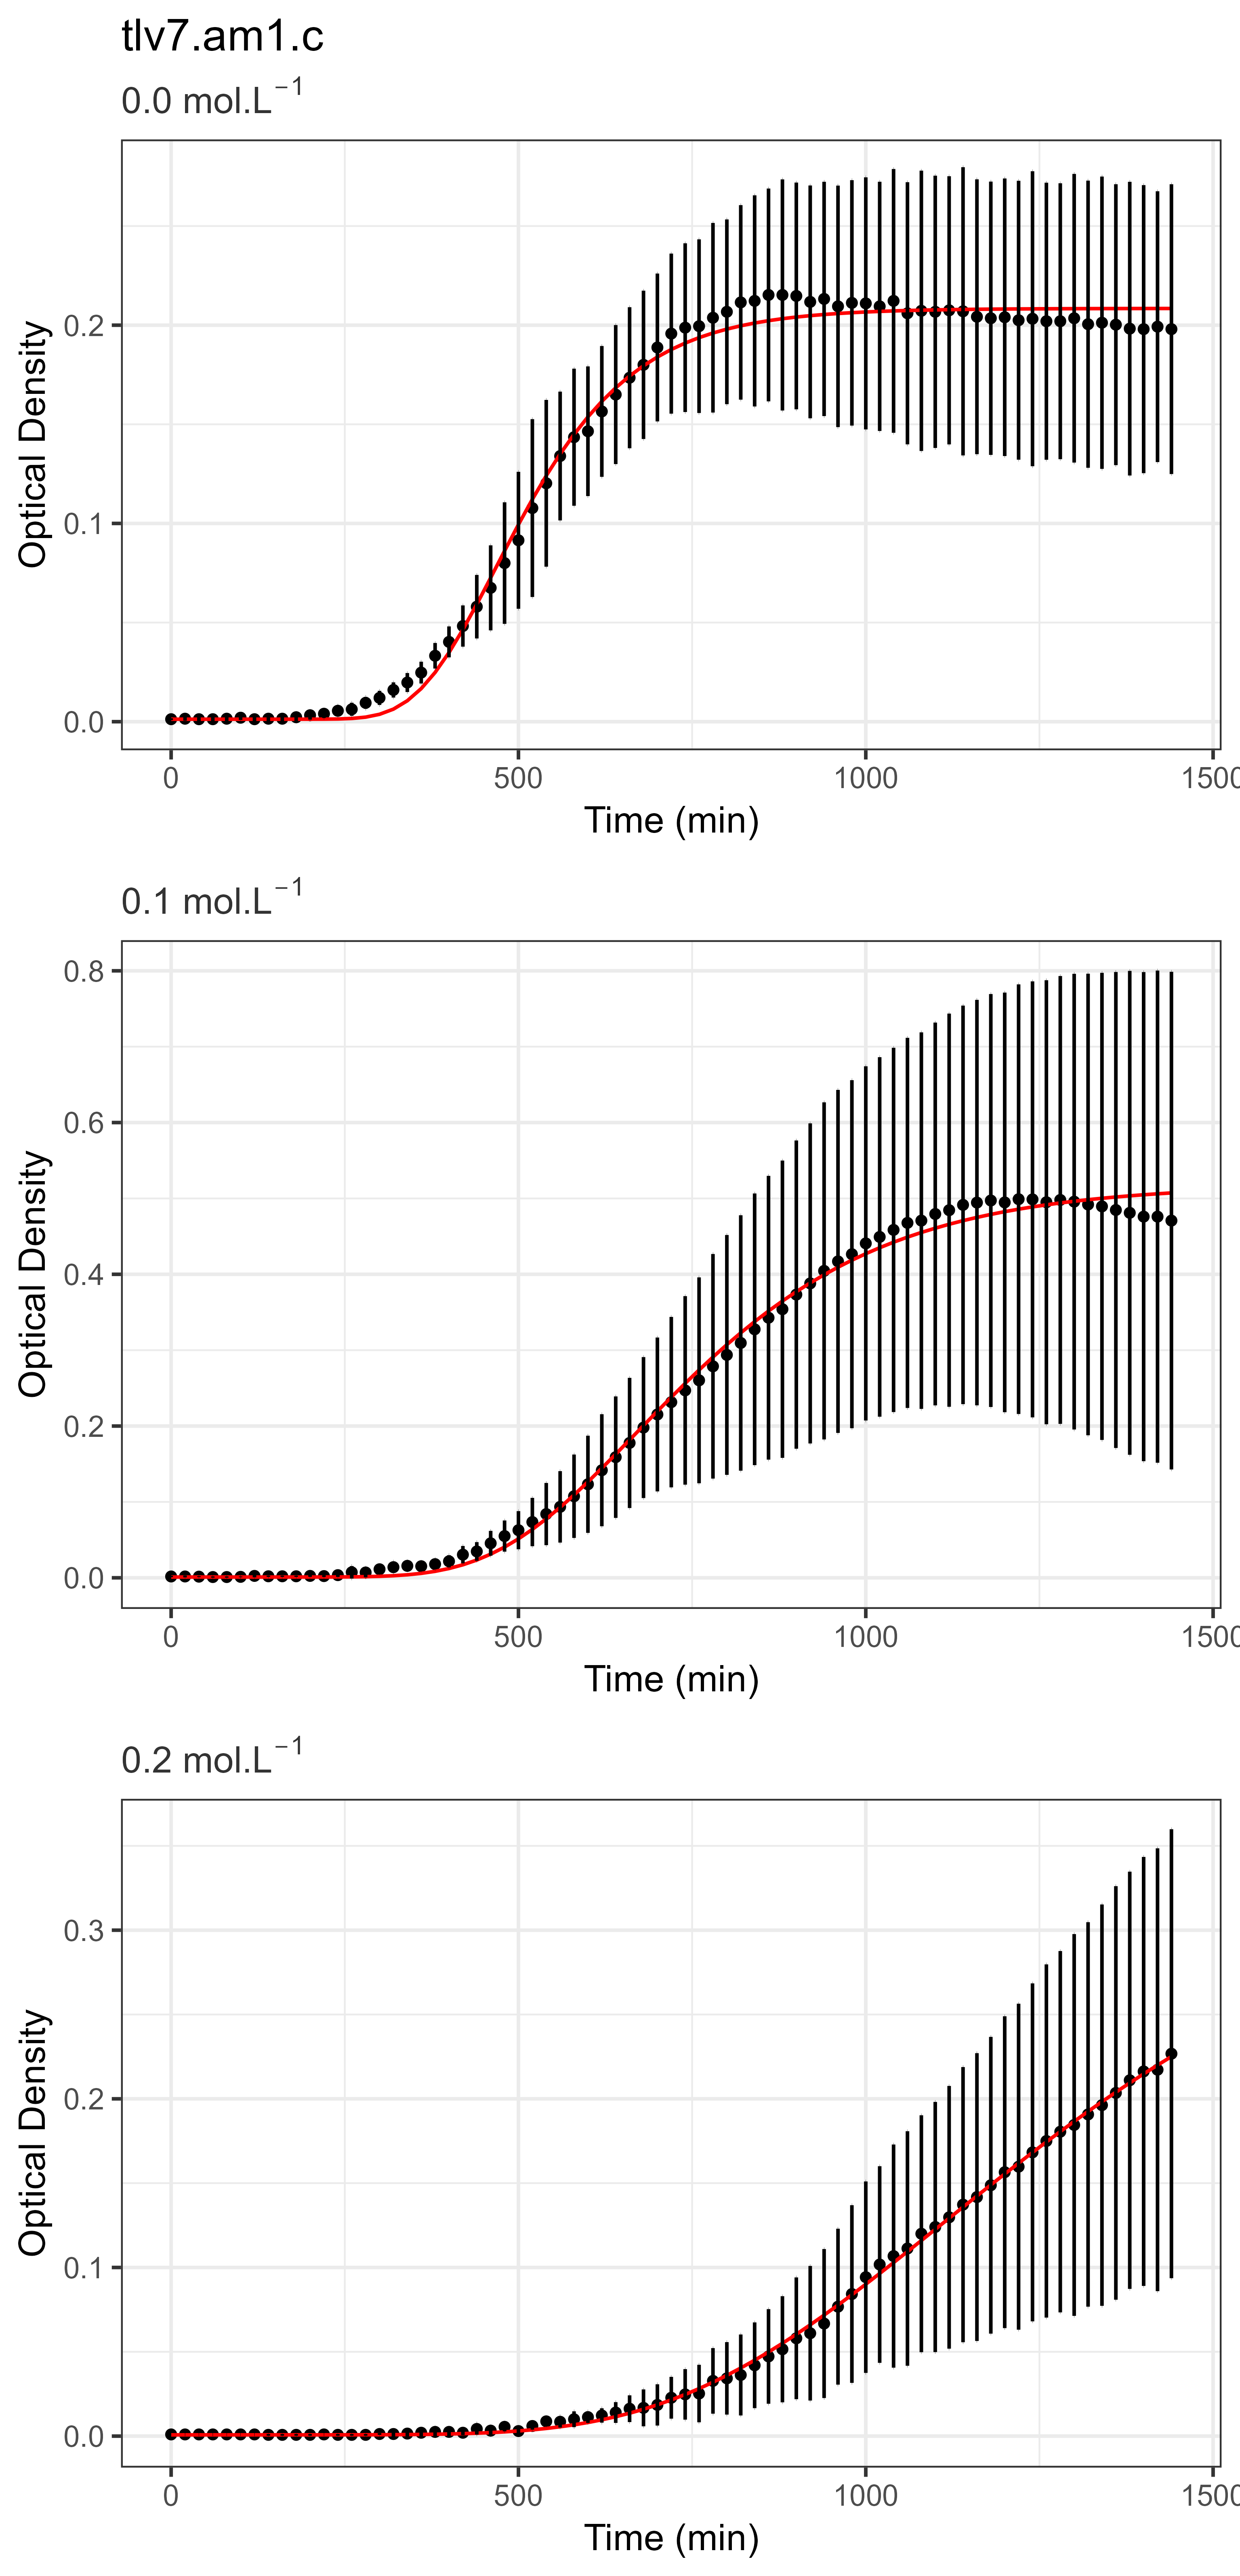 tlv7.am1.c
0.0 mol.L⁻¹
0.2
0.1
0.0
Optical Density
0 500 1000 1500
Time (min)
0.1 mol.L⁻¹
0.8
0.6
0.4
0.2
0.0
Optical Density
0 500 1000 1500
Time (min)
0.2 mol.L⁻¹
0.3
0.2
0.1
0.0
Optical Density
0 500 1000 1500
Time (min)